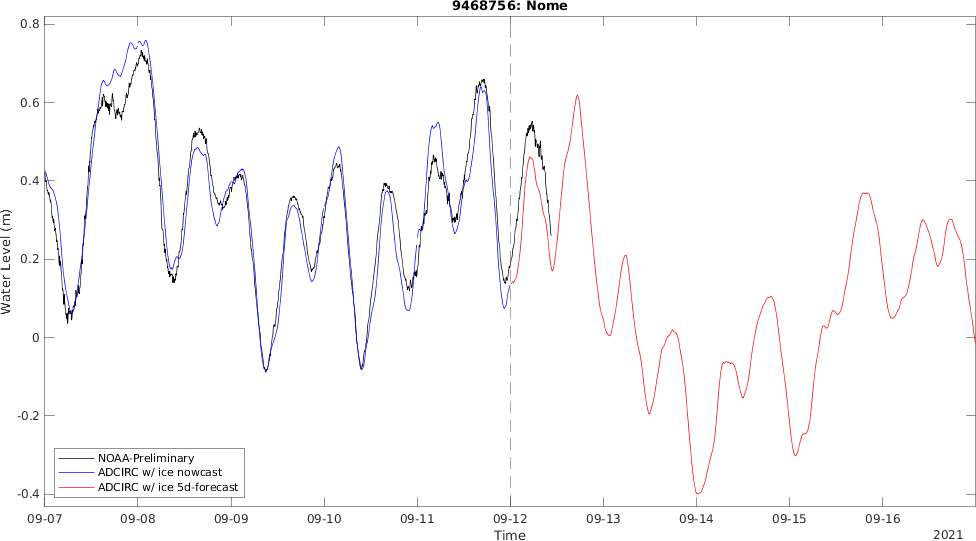 9468756: Nome
0.8
0.6
0.4
0.2
0
-0.2
-0.4
Water Level (m)
NOAA-Preliminary
ADCIRC w/ ice nowcast
ADCIRC w/ ice 5d-forecast
09-07 09-08 09-09 09-10 09-11 09-12 09-13 09-14 09-15 09-16
Time
2021